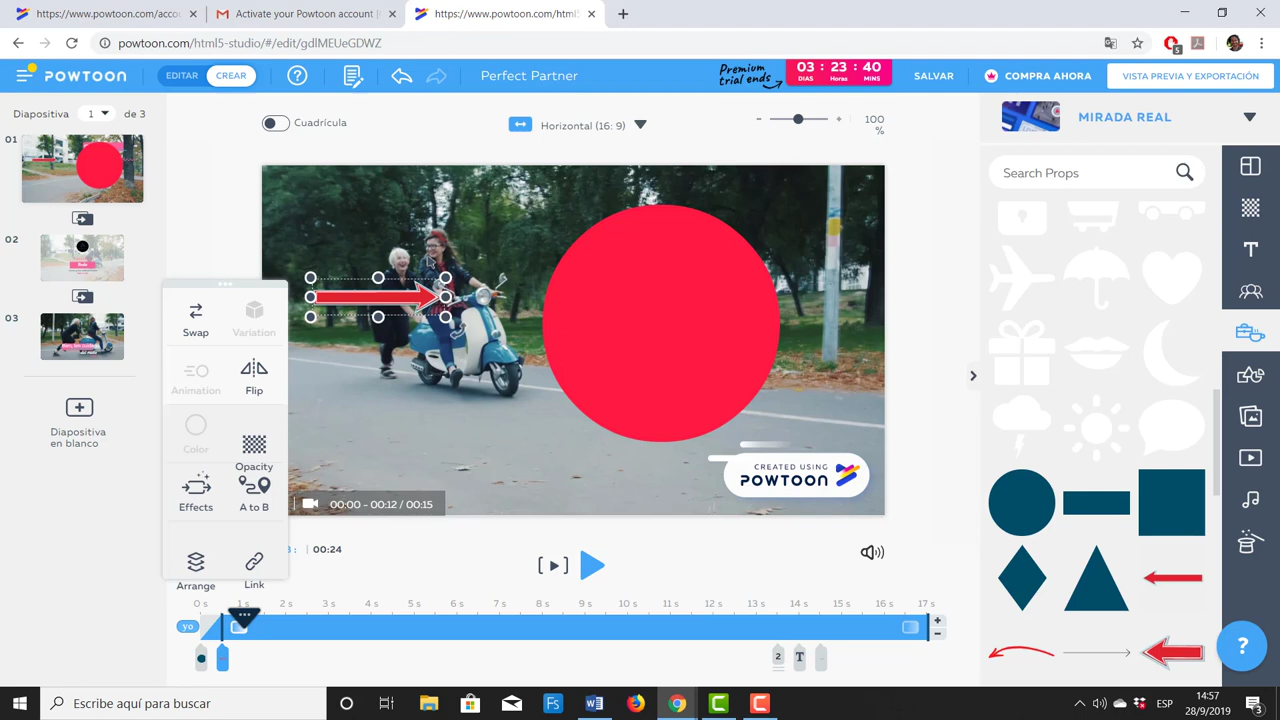 https://www.powtoon.com/accou
Activate your Powtoon account |
https://www.powtoon.com/html5
powtoon.com/html5-studio/#/edit/gdlMEUeGDWZ
5
POWTOON
EDITAR
CREAR
Perfect Partner
Premium
trial ends
03 : 23 : 40
DIAS Horas MINS
SALVAR
COMPRA AHORA
VISTA PREVIA Y EXPORTACIÓN
Diapositiva 1 de 3
Cuadrícula
Horizontal (16: 9)
- + 100
%
MIRADA REAL
Search Props
01
02
03
Diapositiva
en blanco
Swap
Variation
Animation
Flip
Color
Opacity
Effects
A to B
Arrange
Link
CREATED USING
POWTOON
00:00 - 00:12 / 00:15
00:24
[ ]
0 s 1 s 2 s 3 s 4 s 5 s 6 s 7 s 8 s 9 s 10 s 11 s 12 s 13 s 14 s 15 s 16 s 17 s
yo
+
-
2
T
?
Escribe aquí para buscar
Fs
ESP
14:57
28/9/2019
3